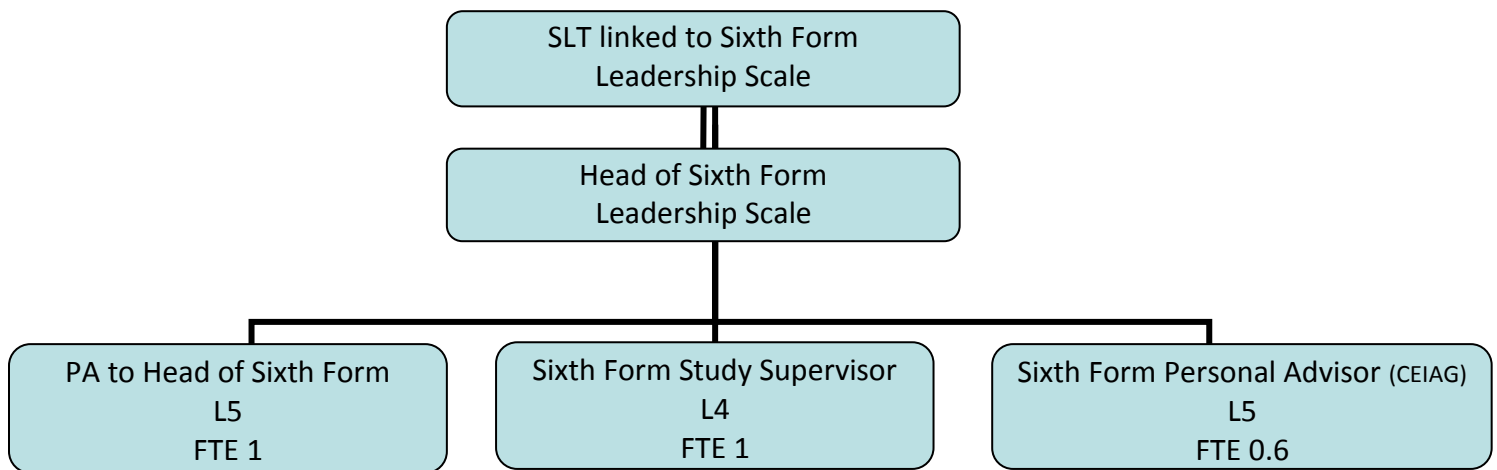 SLT linked to Sixth Form
Leadership Scale
Head of Sixth Form
Leadership Scale
PA to Head of Sixth Form
L5
FTE 1
Sixth Form Study Supervisor
L4
FTE 1
Sixth Form Personal Advisor (CEIAG)
L5
FTE 0.6